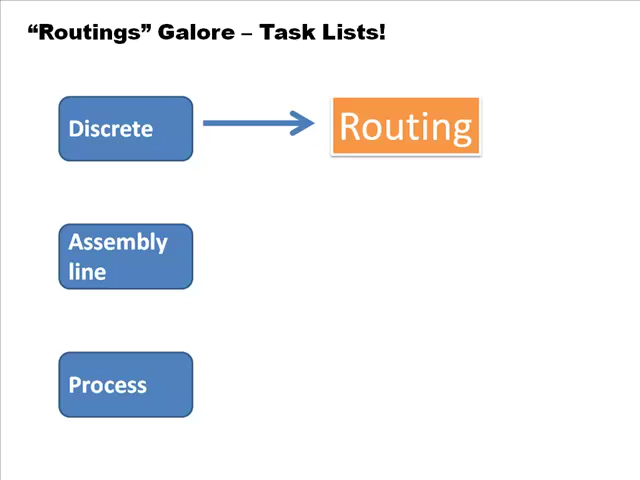 “Routings” Galore – Task Lists!
Discrete
Routing
Assembly
line
Process